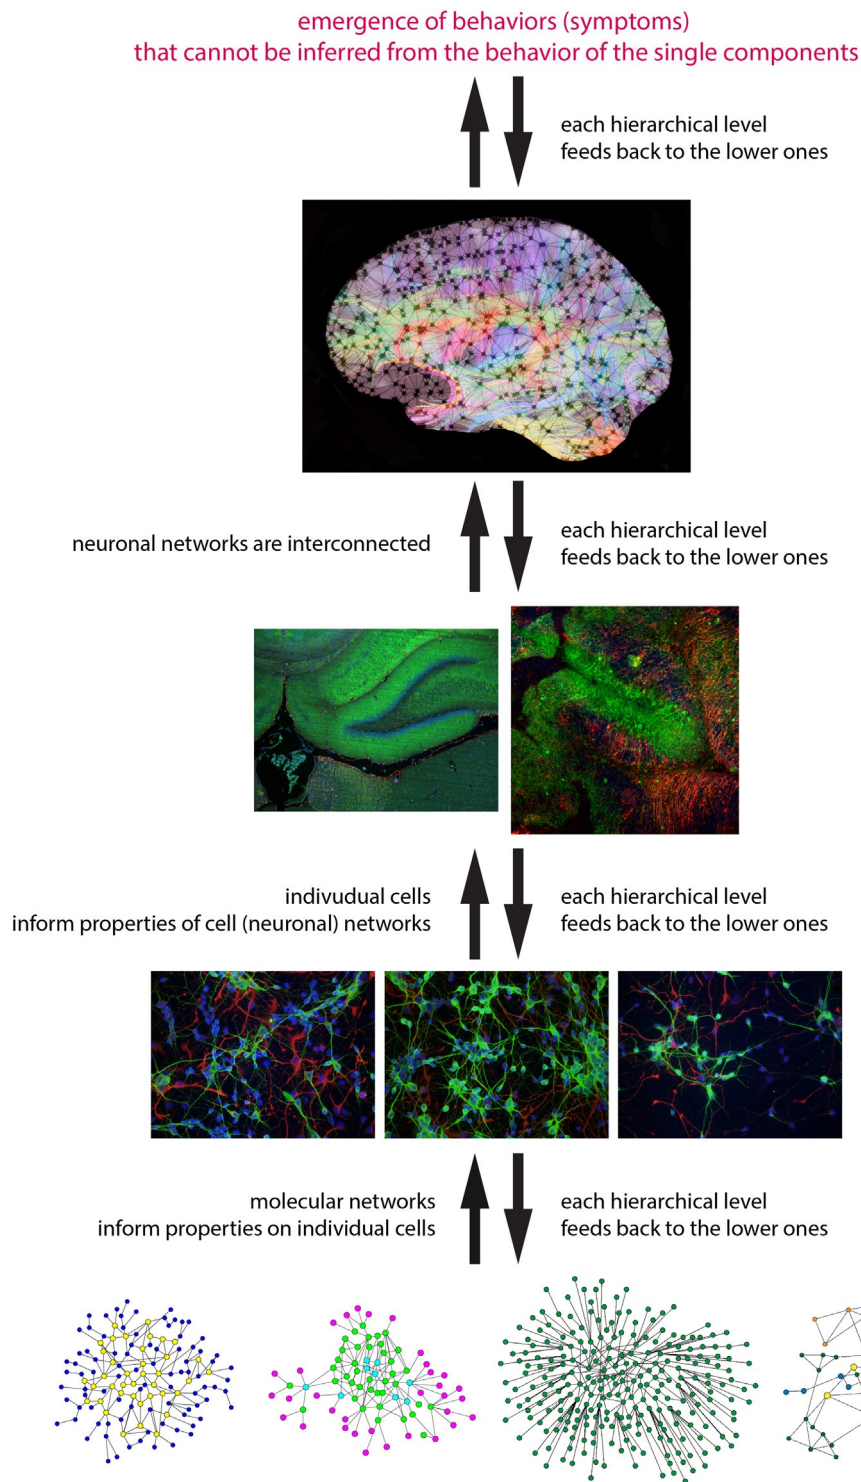 emergence of behaviors (symptoms)
that cannot be inferred from the behavior of the single components
each hierarchical level
feeds back to the lower ones
neuronal networks are interconnected
each hierarchical level
feeds back to the lower ones
indivudual cells
inform properties of cell (neuronal) networks
each hierarchical level
feeds back to the lower ones
molecular networks
inform properties on individual cells
each hierarchical level
feeds back to the lower ones